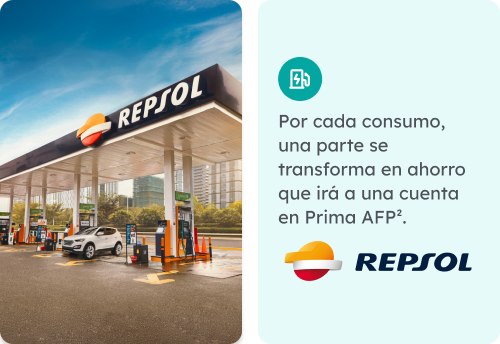 REPSOL
Por cada consumo,
una parte se
transforma en ahorro
que irá a una cuenta
en Prima AFP².
REPSOL